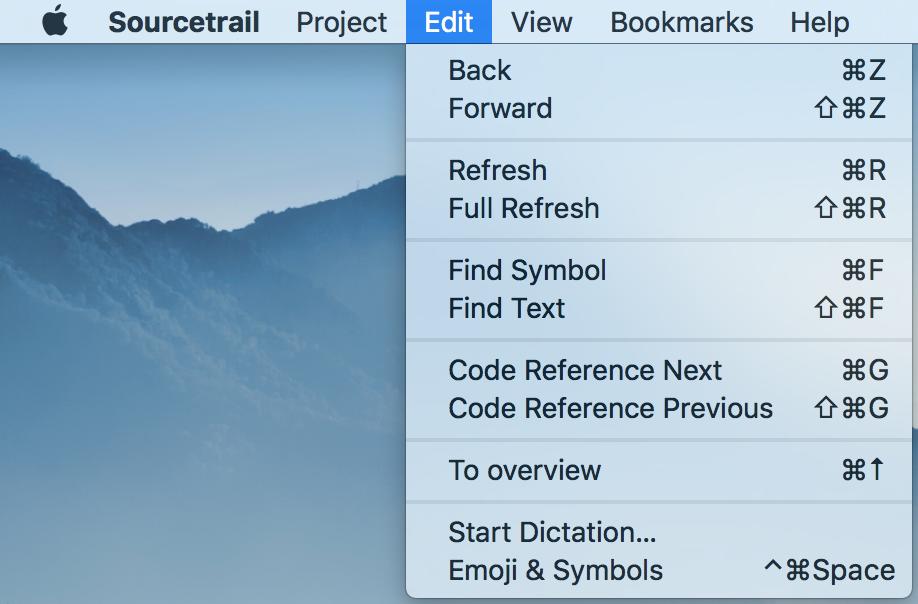 Sourcetrail Project Edit View Bookmarks Help
Back ⌘Z
Forward ⇧⌘Z
Refresh ⌘R
Full Refresh ⇧⌘R
Find Symbol ⌘F
Find Text ⇧⌘F
Code Reference Next ⌘G
Code Reference Previous ⇧⌘G
To overview ⌘↑
Start Dictation...
Emoji & Symbols ^⌘Space